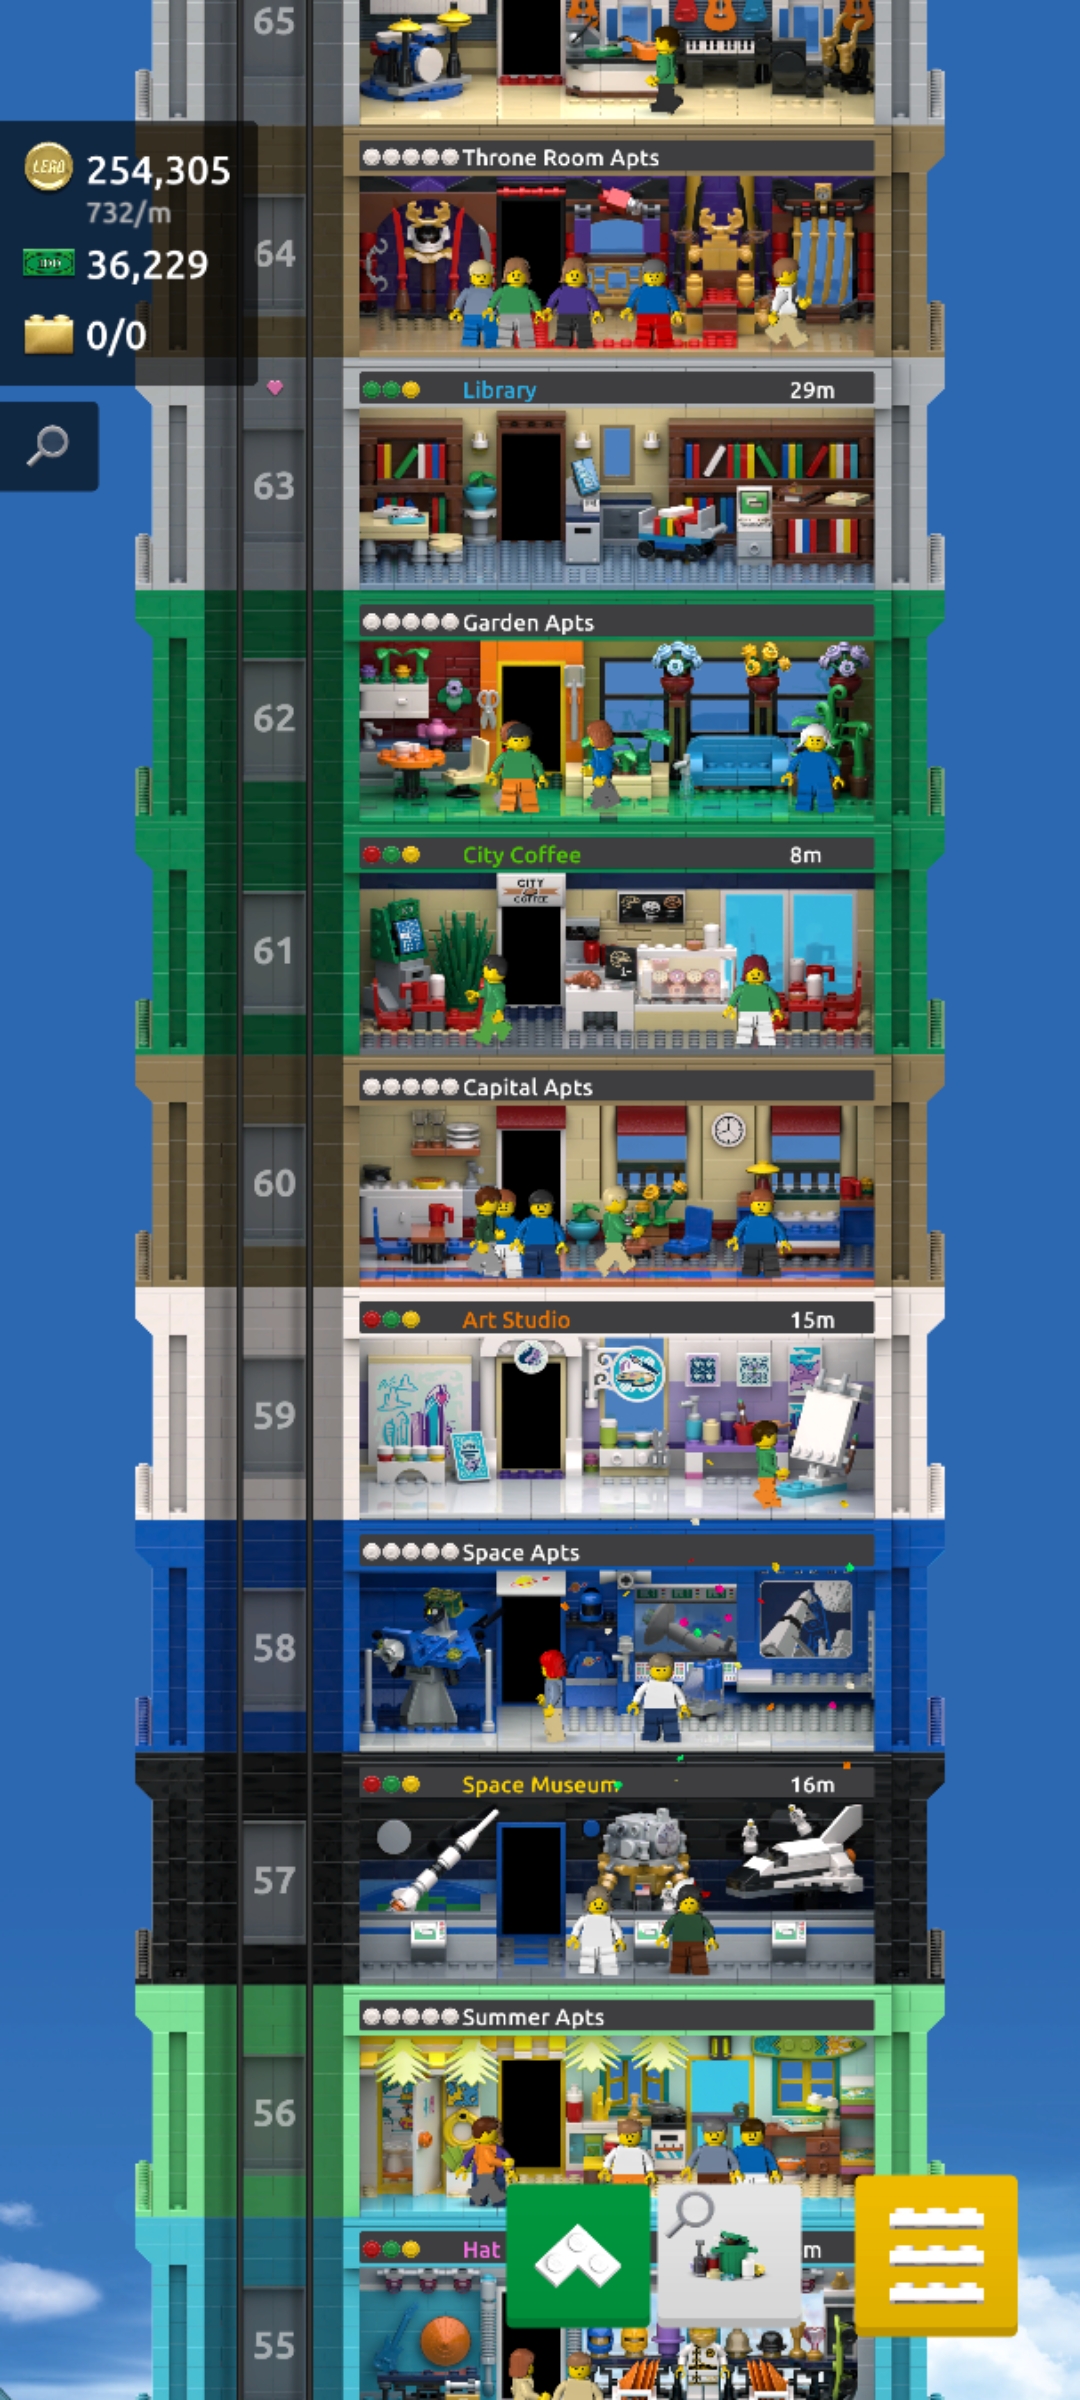 65
LEGO
254,305
732/m
36,229
0/0
Throne Room Apts
64
Library 29m
63
Garden Apts
62
City Coffee 8m
CITY
COFFEE
61
Capital Apts
60
Art Studio 15m
59
Space Apts
58
Space Museum 16m
57
Summer Apts
56
Hat m
55